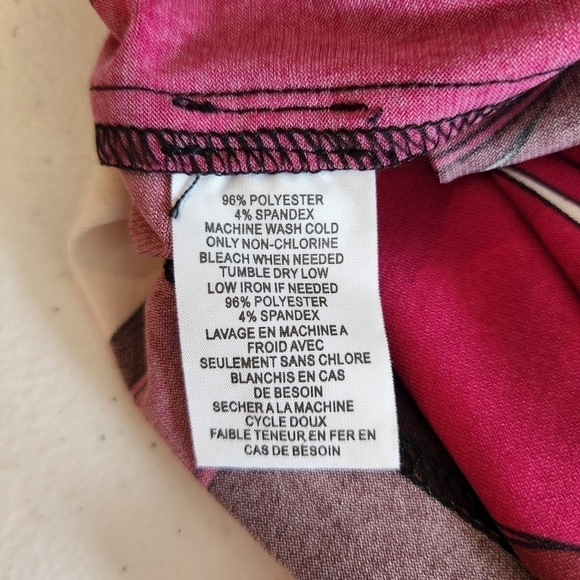 96% POLYESTER
4% SPANDEX
MACHINE WASH COLD
ONLY NON-CHLORINE
BLEACH WHEN NEEDED
TUMBLE DRY LOW
LOW IRON IF NEEDED
96% POLYESTER
4% SPANDEX
LAVAGE EN MACHINE A
FROID AVEC
SEULEMENT SANS CHLORE
BLANCHIS EN CAS
DE BESOIN
SECHER A LA MACHINE
CYCLE DOUX
FAIBLE TENEUR EN FER EN
CAS DE BESOIN